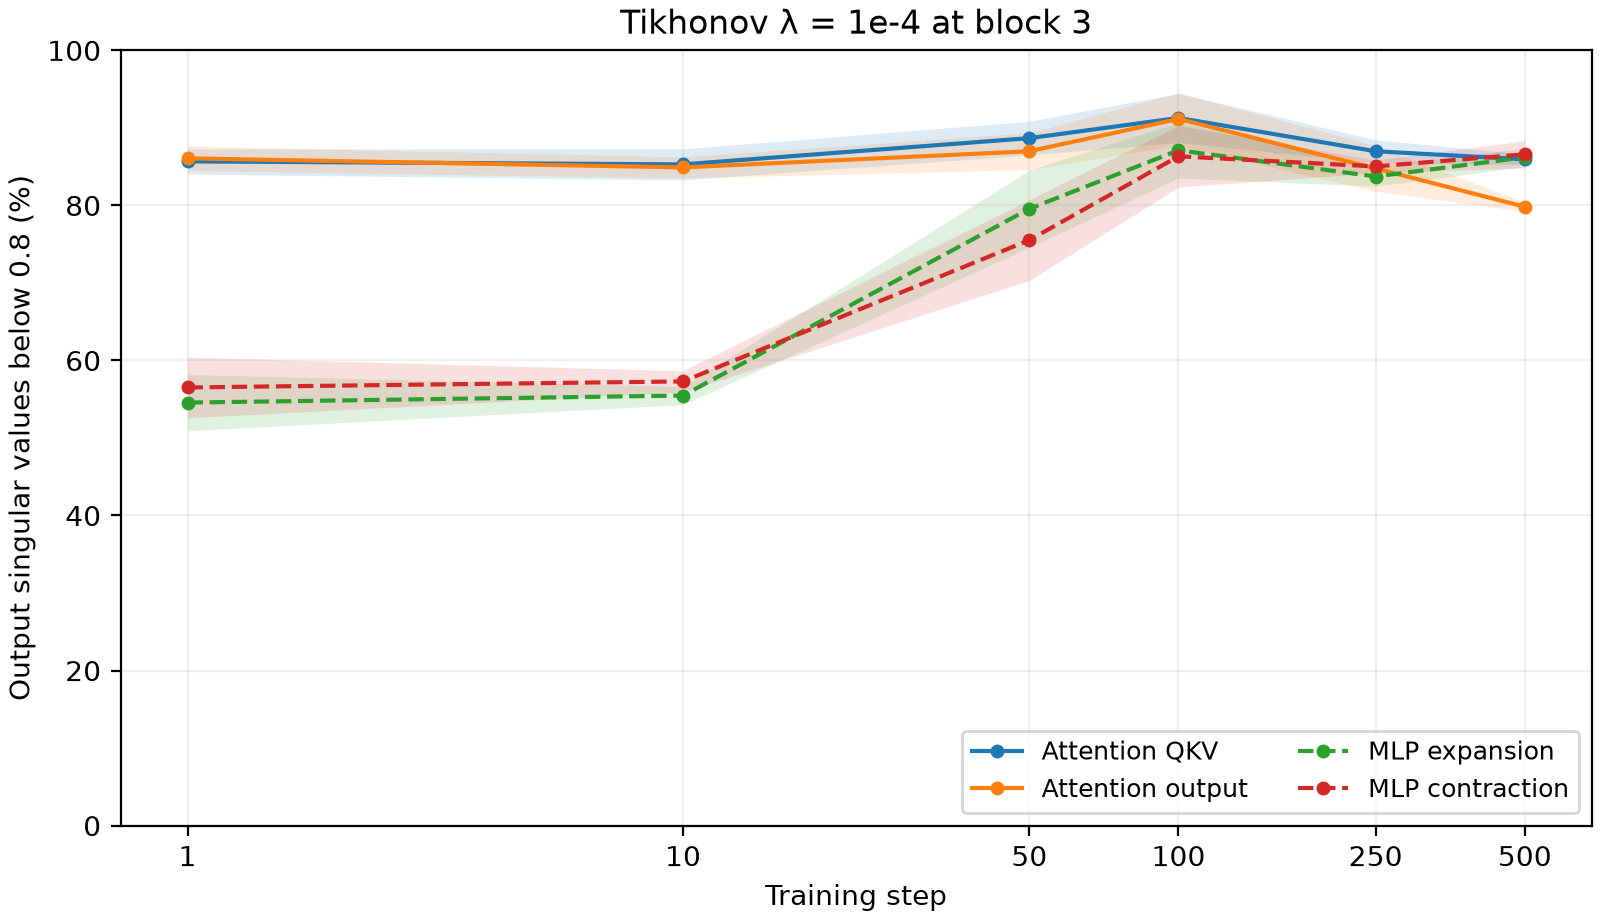 Tikhonov λ = 1e-4 at block 3
Output singular values below 0.8 (%)
100
80
60
40
20
0
1 10 50 100 250 500
Training step
Attention QKV
Attention output
MLP expansion
MLP contraction